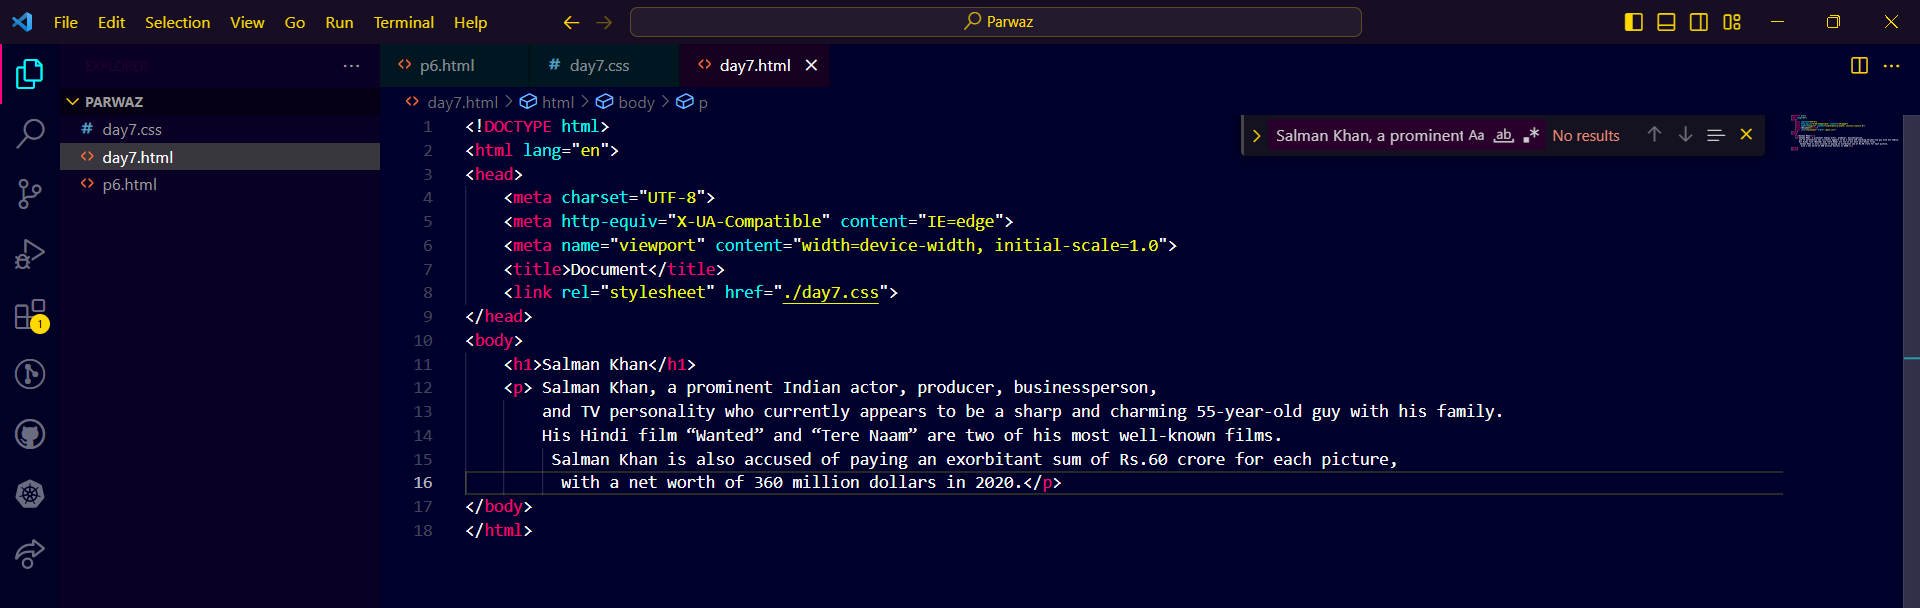 File Edit Selection View Go Run Terminal Help
Parwaz
EXPLORER
p6.html
# day7.css
day7.html
PARWAZ
# day7.css
day7.html
p6.html
1
day7.html > html > body > p
1 <!DOCTYPE html>
2 <html lang="en">
3 <head>
4 <meta charset="UTF-8">
5 <meta http-equiv="X-UA-Compatible" content="IE=edge">
6 <meta name="viewport" content="width=device-width, initial-scale=1.0">
7 <title>Document</title>
8 <link rel="stylesheet" href="./day7.css">
9 </head>
10 <body>
11 <h1>Salman Khan</h1>
12 <p> Salman Khan, a prominent Indian actor, producer, businessperson,
13 and TV personality who currently appears to be a sharp and charming 55-year-old guy with his family.
14 His Hindi film “Wanted” and “Tere Naam” are two of his most well-known films.
15 Salman Khan is also accused of paying an exorbitant sum of Rs.60 crore for each picture,
16 with a net worth of 360 million dollars in 2020.</p>
17 </body>
18 </html>
Salman Khan, a prominent Aa ab .* No results